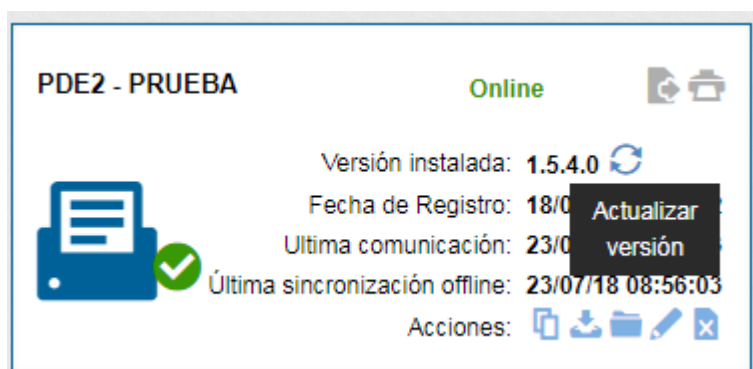 PDE2 - PRUEBA
Online
Versión instalada: 1.5.4.0
Fecha de Registro: 18/0
Actualizar versión
Ultima comunicación: 23/0
Última sincronización offline: 23/07/18 08:56:03
Acciones: